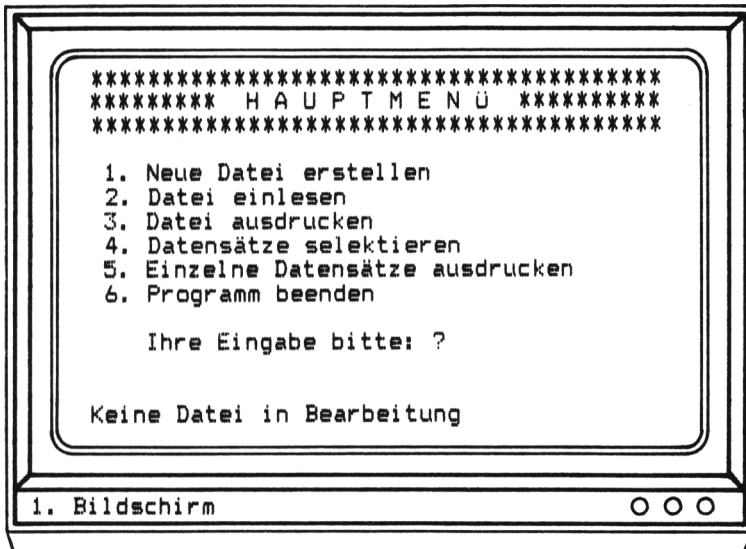 ****************************************
********* H A U P T M E N Ü **********
****************************************
1. Neue Datei erstellen
2. Datei einlesen
3. Datei ausdrucken
4. Datensätze selektieren
5. Einzelne Datensätze ausdrucken
6. Programm beenden
Ihre Eingabe bitte: ?
Keine Datei in Bearbeitung
1. Bildschirm